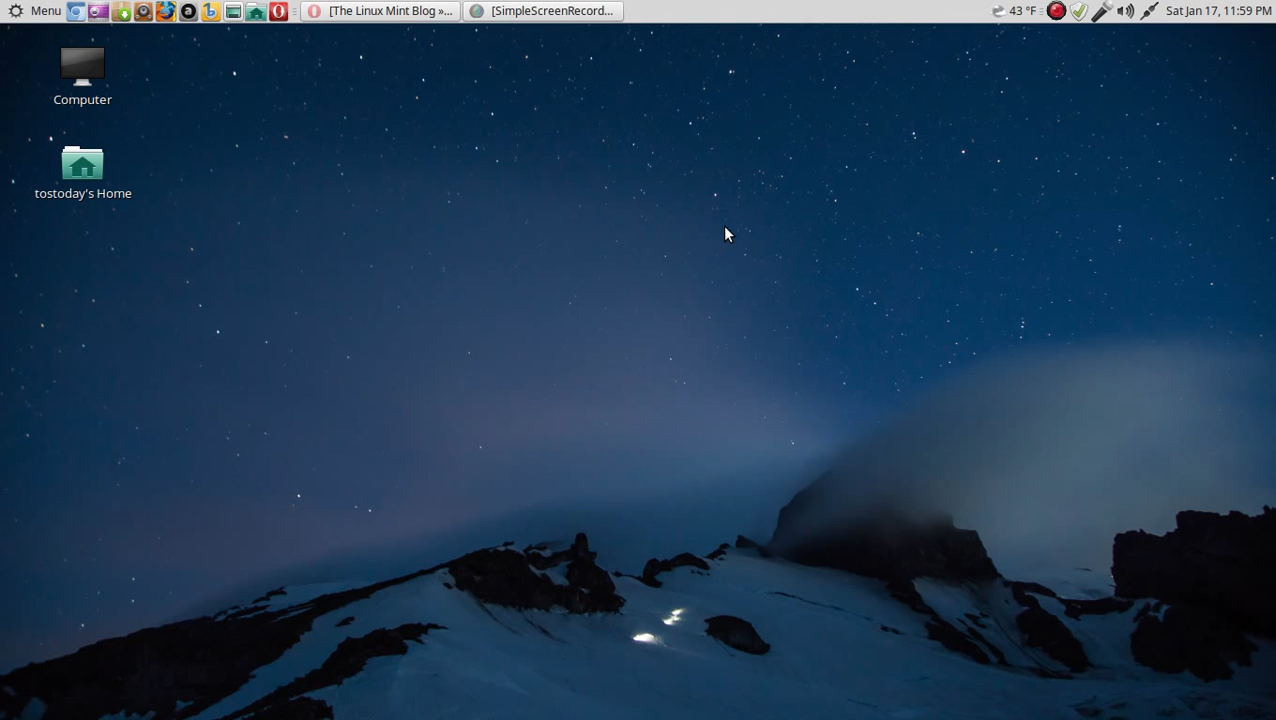 Menu
[The Linux Mint Blog »...
[SimpleScreenRecord...
43 °F
Sat Jan 17, 11:59 PM
Computer
tostoday's Home